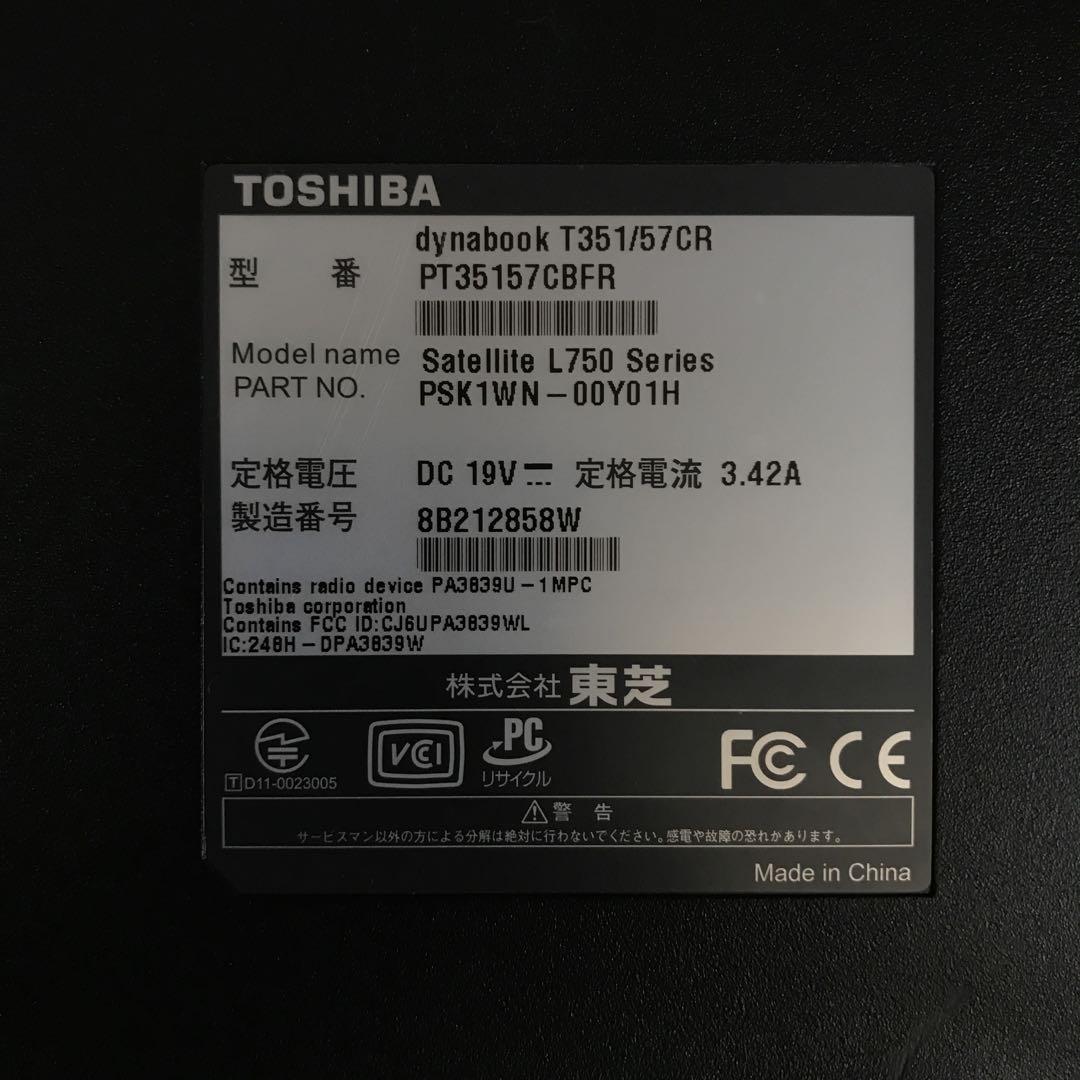 TOSHIBA
dynabook T351/57CR
型 番 PT35157CBFR
Model name Satellite L750 Series
PART NO. PSK1WN-00Y01H
定格電圧 DC 19V 定格電流 3.42A
製造番号 8B212858W
Contains radio device PA3839U-1MPC
Toshiba corporation
Contains FCC ID:CJ6UPA3839WL
IC:248H-DPA3839W
株式会社 東芝
T D11-0023005
VCI
PC
リサイクル
FC CE
警 告
サービスマン以外の方による分解は絶対に行わないでください。感電や故障の恐れがあります。
Made in China